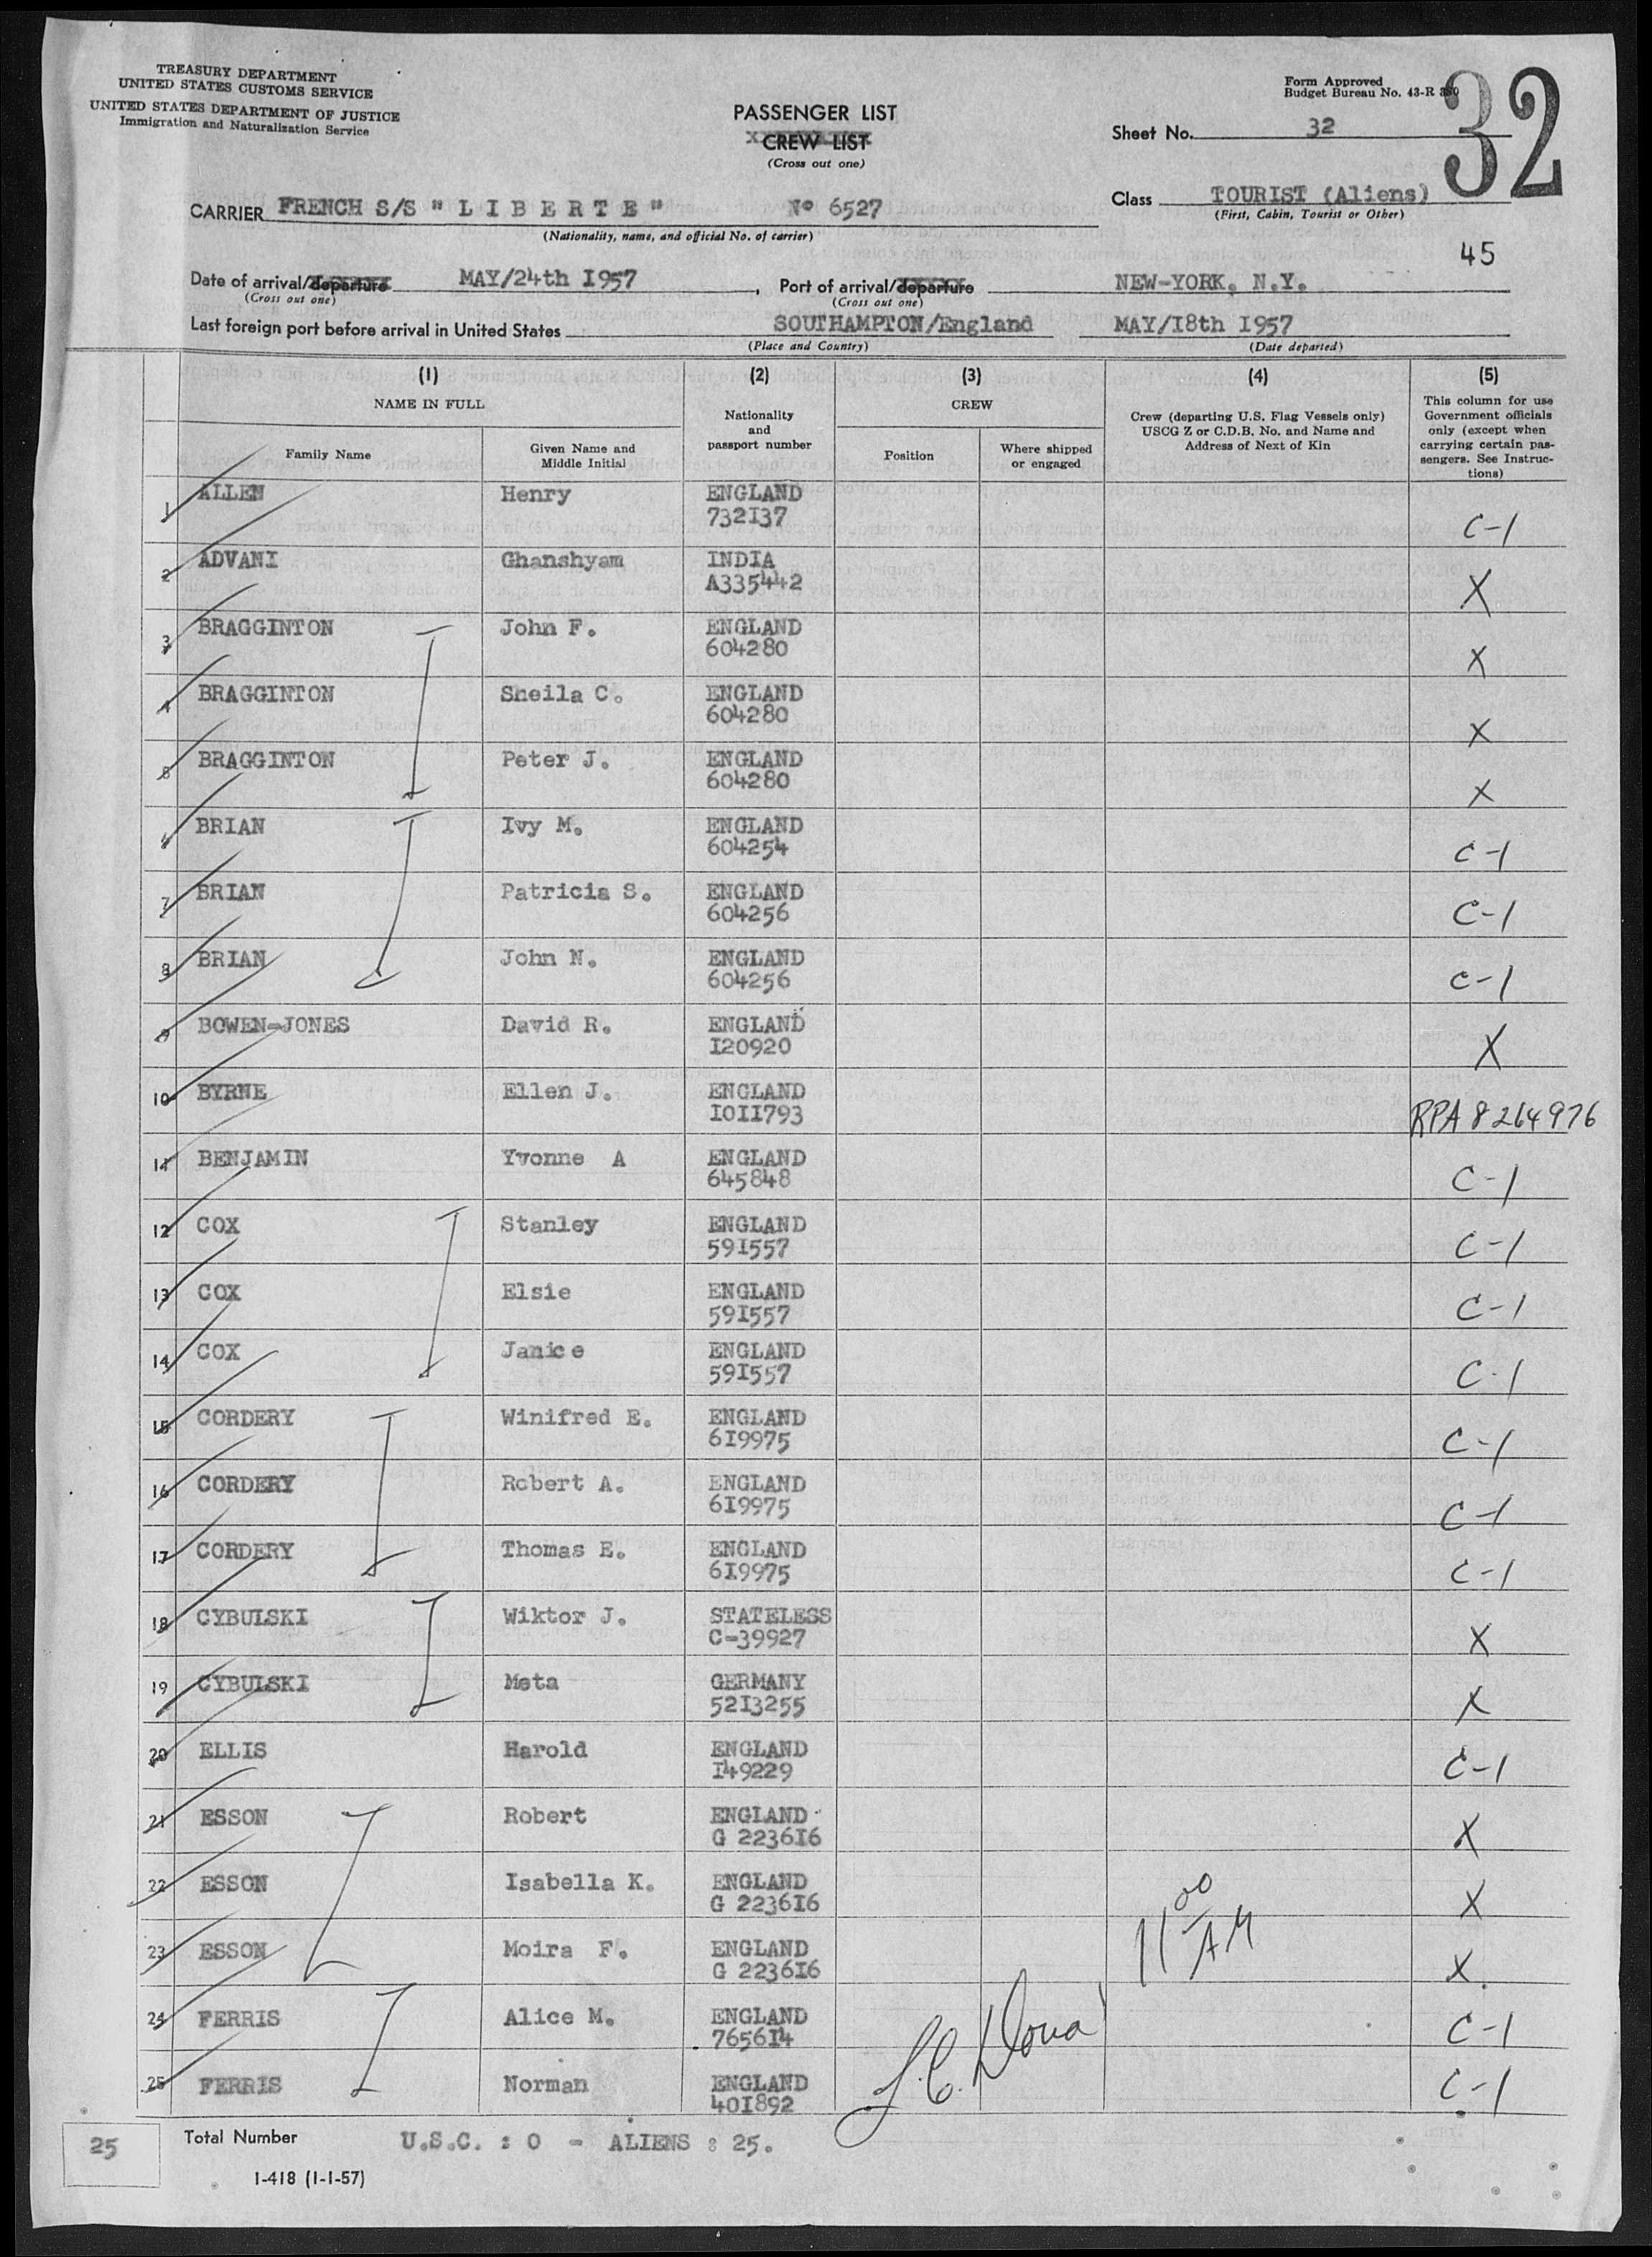 TREASURY DEPARTMENT
UNITED STATES CUSTOMS SERVICE
UNITED STATES DEPARTMENT OF JUSTICE
Immigration and Naturalization Service
Form Approved
Budget Bureau No. 43-R
32
PASSENGER LIST
CREW LIST
(Cross out one)
Sheet No. 32
CARRIER FRENCH S/S " L I B E R T E " N° 6527
(Nationality, name, and official No. of carrier)
Class TOURIST (Aliens)
(First, Cabin, Tourist or Other)
45
Date of arrival/departure MAY/24th 1957, Port of arrival/departure NEW-YORK. N.Y.
(Cross out one) (Cross out one)
Last foreign port before arrival in United States SOUTHAMPTON/England MAY/18th 1957
(Place and Country) (Date departed)
(1) (2) (3) (4) (5)
NAME IN FULL
Family Name
Given Name and Middle Initial
Nationality and passport number
CREW
Position
Where shipped or engaged
Crew (departing U.S. Flag Vessels only)
USCG Z or C.D.B. No. and Name and
Address of Next of Kin
This column for use
Government officials
only (except when
carrying certain pas-
sengers. See Instruc-
tions)
1 ALLEN Henry ENGLAND
732137 C-1
2 ADVANI Ghanshyam INDIA
A335442 X
3 BRAGGINTON John F. ENGLAND
604280 X
4 BRAGGINTON Sheila C. ENGLAND
604280 X
5 BRAGGINTON Peter J. ENGLAND
604280 X
6 BRIAN Ivy M. ENGLAND
604254 C-1
7 BRIAN Patricia S. ENGLAND
604256 C-1
8 BRIAN John N. ENGLAND
604256 C-1
9 BOWEN-JONES David R. ENGLAND
120920 X
10 BYRNE Ellen J. ENGLAND
1011793 RPA 8264976
11 BENJAMIN Yvonne A ENGLAND
645848 C-1
12 COX Stanley ENGLAND
591557 C-1
13 COX Elsie ENGLAND
591557 C-1
14 COX Janice ENGLAND
591557 C-1
15 CORDERY Winifred E. ENGLAND
619975 C-1
16 CORDERY Robert A. ENGLAND
619975 C-1
17 CORDERY Thomas E. ENGLAND
619975 C-1
18 CYBULSKI Wiktor J. STATELESS
C-39927 X
19 CYBULSKI Meta GERMANY
5213255 X
20 ELLIS Harold ENGLAND
149229 C-1
21 ESSON Robert ENGLAND
G 223616 X
22 ESSON Isabella K. ENGLAND
G 223616 X
23 ESSON Moira F. ENGLAND
G 223616 X
11 00 AM
24 FERRIS Alice M. ENGLAND
765614 C-1
25 FERRIS Norman ENGLAND
401892 C-1
25 Total Number U.S.C. : 0 - ALIENS : 25.
I-418 (1-1-57)